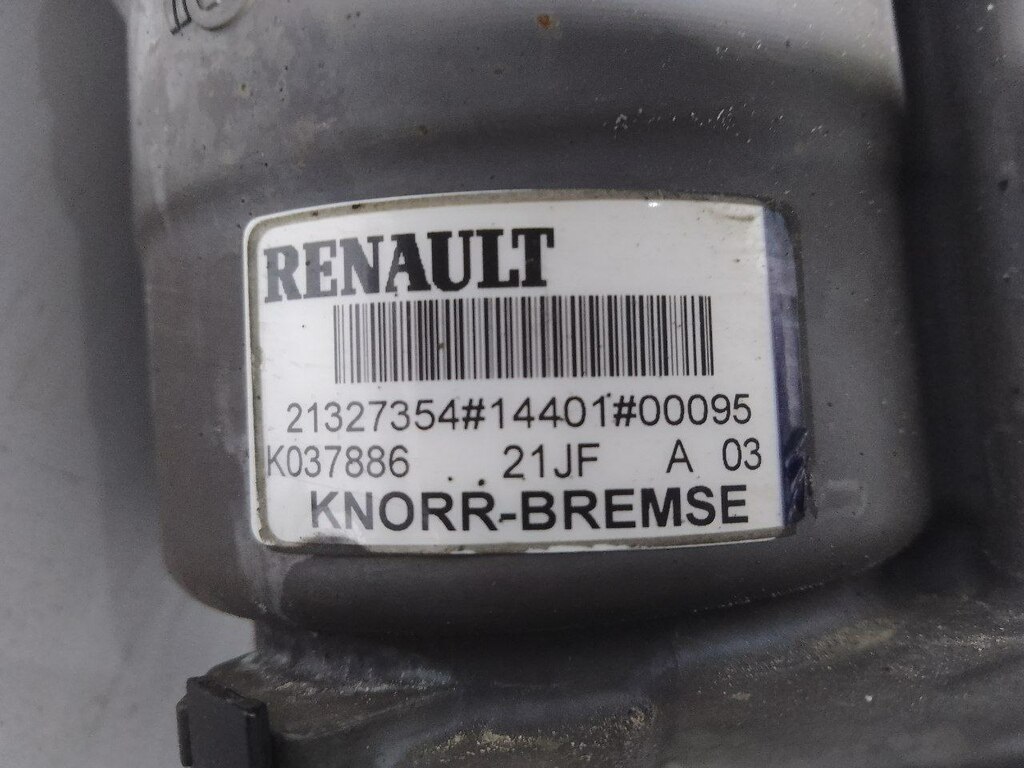 RENAULT
21327354#14401#00095
K037886 21JF A 03
KNORR-BREMSE